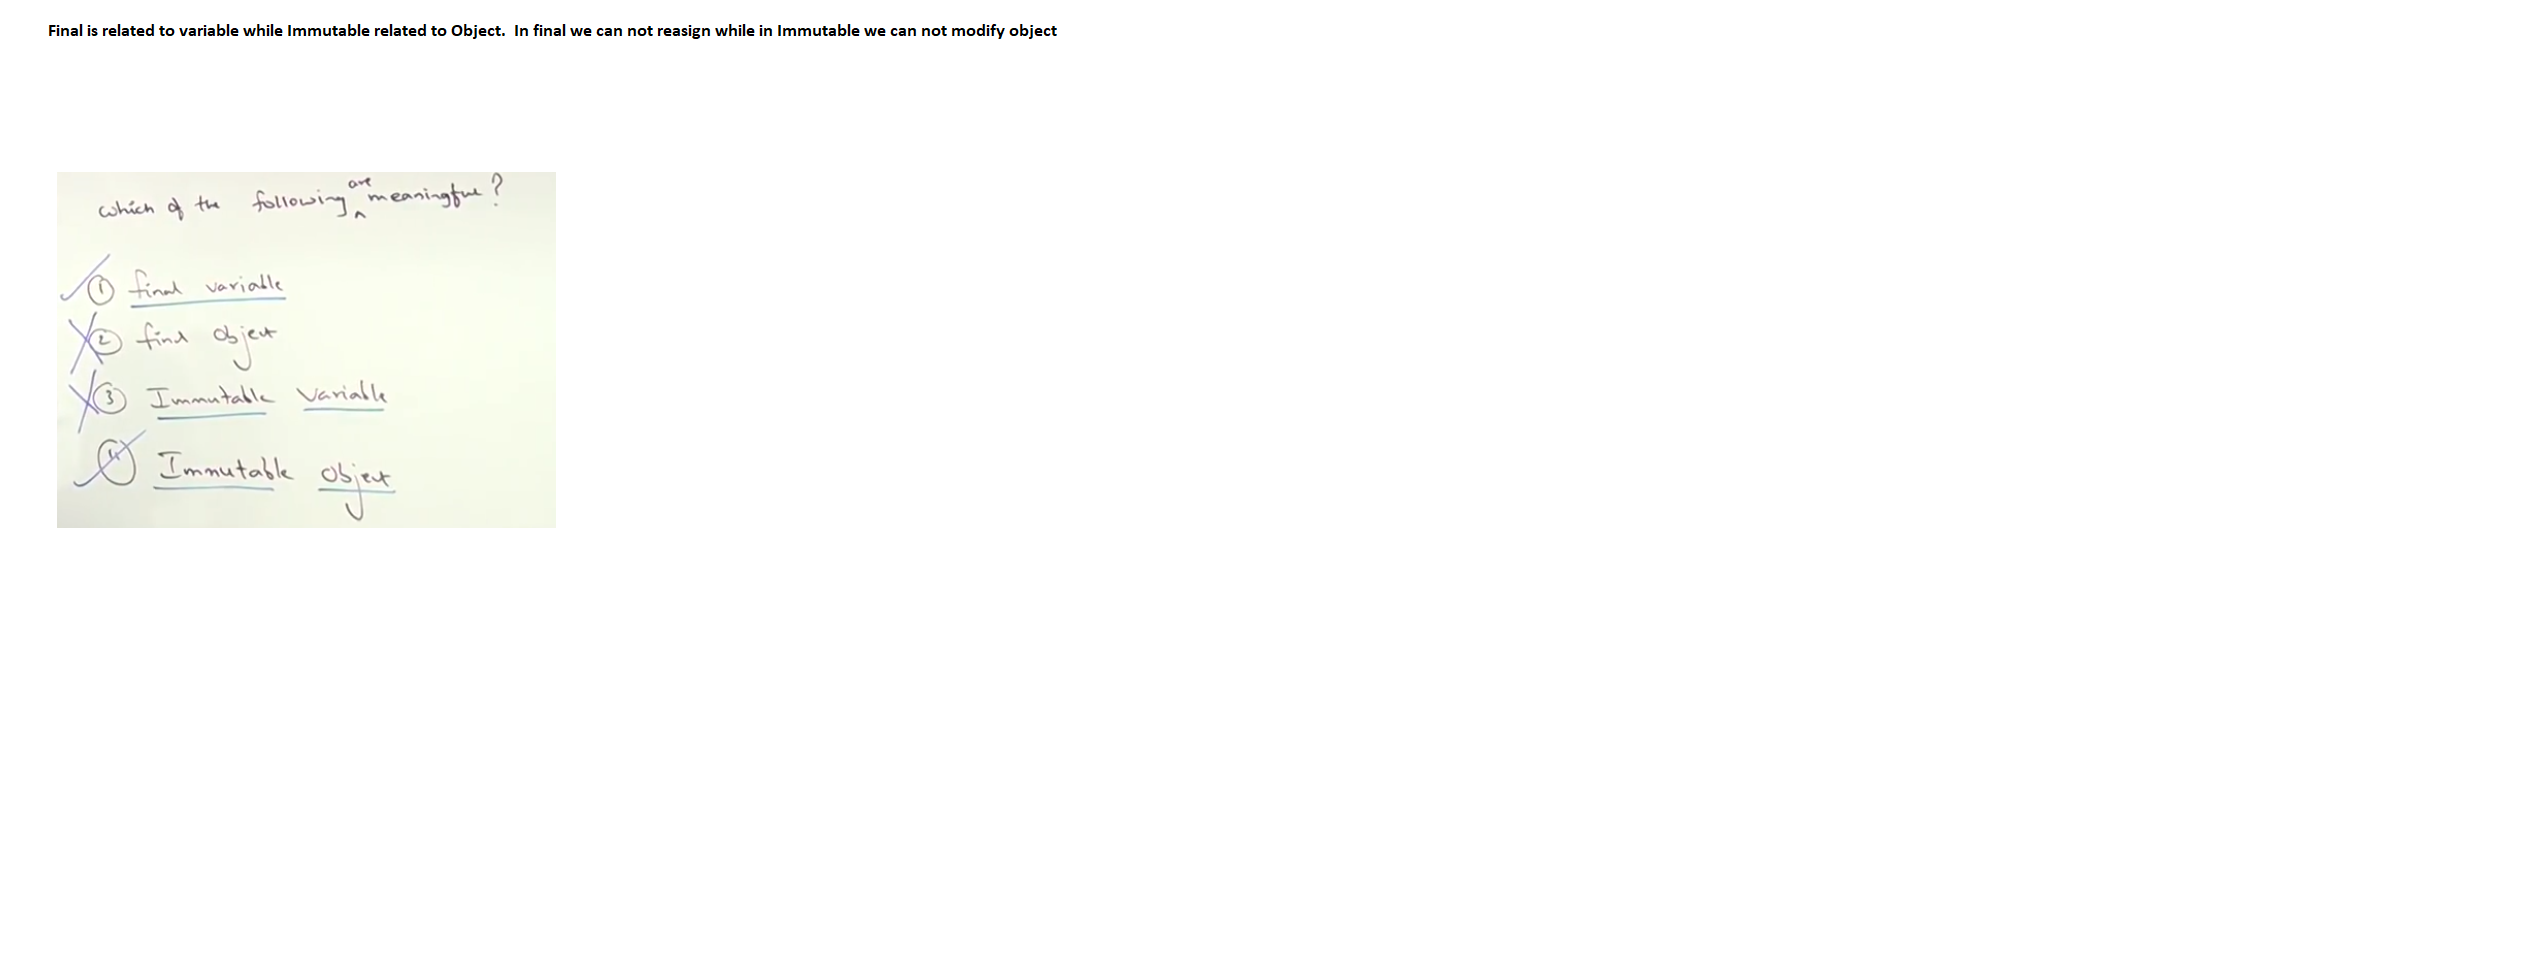 Final is related to variable while Immutable related to Object.  In final we can not reasign while in Immutable we can not modify object
which of the following are meaningful ?
① final variable
② final object
③ Immutable Variable
④ Immutable object